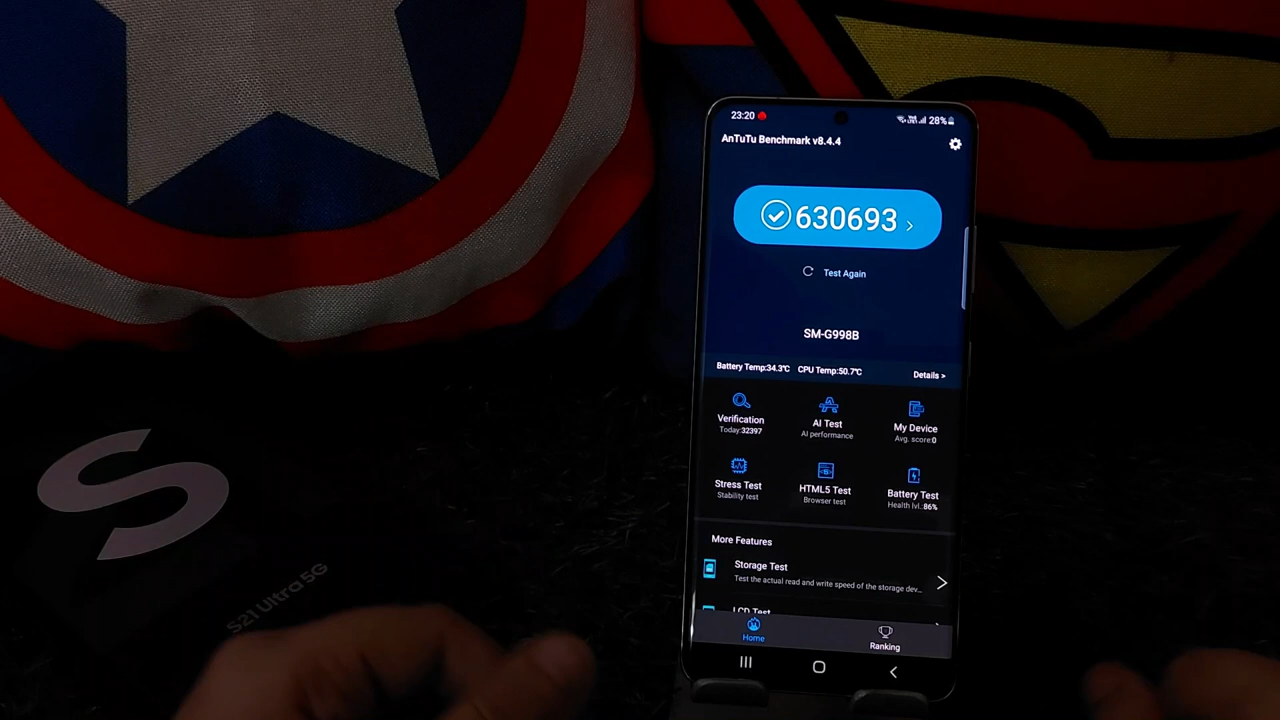 23:20
28%
AnTuTu Benchmark v8.4.4
630693 >
Test Again
SM-G998B
Battery Temp:34.3℃ CPU Temp:50.7℃ Details >
Verification
Today:32397
AI Test
AI performance
My Device
Avg. score:0
Stress Test
Stability test
HTML5 Test
Browser test
Battery Test
Health lvl.:86%
More Features
Storage Test
Test the actual read and write speed of the storage dev...
LCD Test
Home
Ranking
S
S21 Ultra 5G